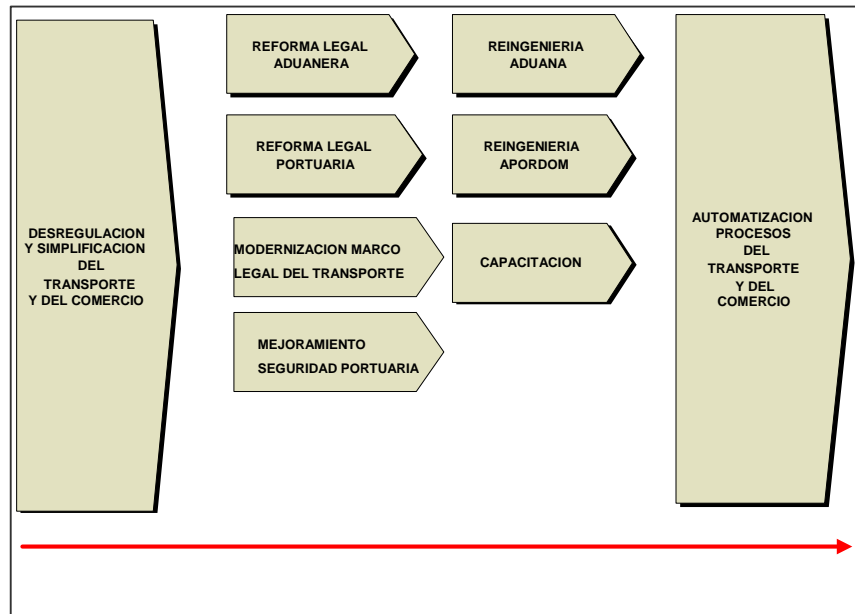 DESREGULACION
Y SIMPLIFICACION
DEL
TRANSPORTE
Y DEL COMERCIO
REFORMA LEGAL
ADUANERA
REFORMA LEGAL
PORTUARIA
MODERNIZACION MARCO
LEGAL DEL TRANSPORTE
MEJORAMIENTO
SEGURIDAD PORTUARIA
REINGENIERIA
ADUANA
REINGENIERIA
APORDOM
CAPACITACION
AUTOMATIZACION
PROCESOS
DEL
TRANSPORTE
Y DEL
COMERCIO